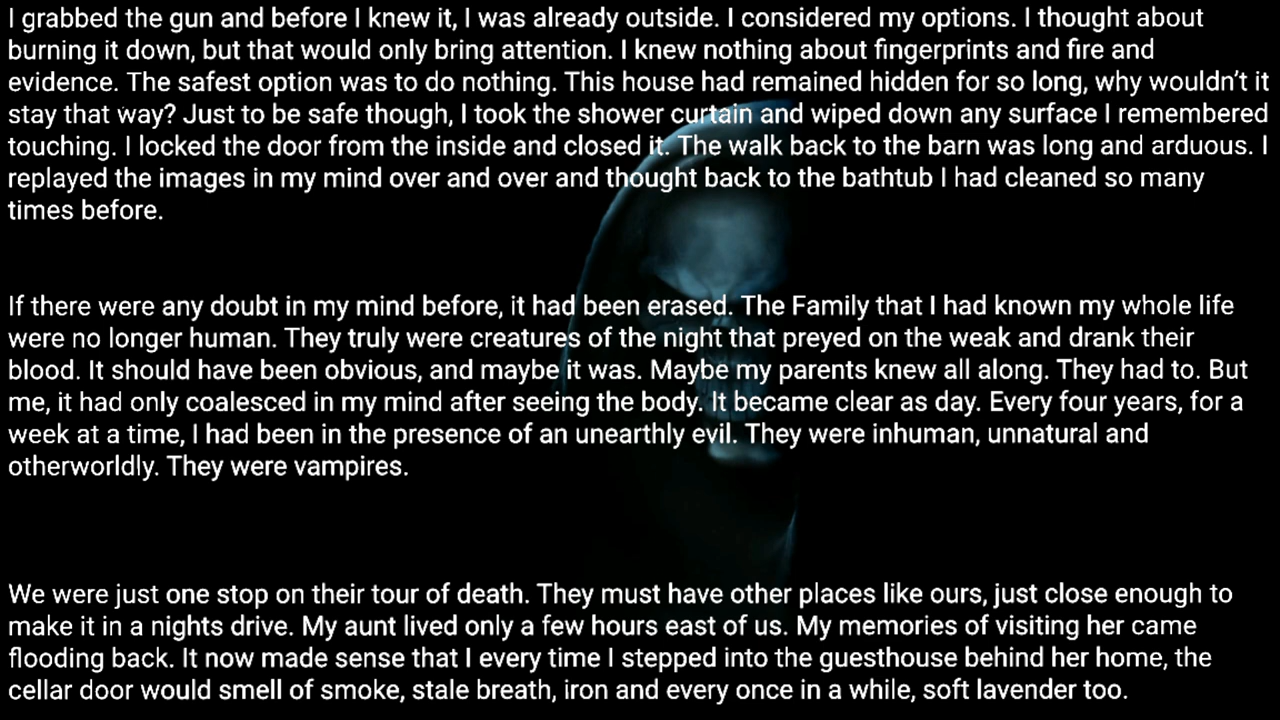 I grabbed the gun and before I knew it, I was already outside. I considered my options. I thought about
burning it down, but that would only bring attention. I knew nothing about fingerprints and fire and
evidence. The safest option was to do nothing. This house had remained hidden for so long, why wouldn’t it
stay that way? Just to be safe though, I took the shower curtain and wiped down any surface I remembered
touching. I locked the door from the inside and closed it. The walk back to the barn was long and arduous. I
replayed the images in my mind over and over and thought back to the bathtub I had cleaned so many
times before.
If there were any doubt in my mind before, it had been erased. The Family that I had known my whole life
were no longer human. They truly were creatures of the night that preyed on the weak and drank their
blood. It should have been obvious, and maybe it was. Maybe my parents knew all along. They had to. But
me, it had only coalesced in my mind after seeing the body. It became clear as day. Every four years, for a
week at a time, I had been in the presence of an unearthly evil. They were inhuman, unnatural and
otherworldly. They were vampires.
We were just one stop on their tour of death. They must have other places like ours, just close enough to
make it in a nights drive. My aunt lived only a few hours east of us. My memories of visiting her came
flooding back. It now made sense that I every time I stepped into the guesthouse behind her home, the
cellar door would smell of smoke, stale breath, iron and every once in a while, soft lavender too.